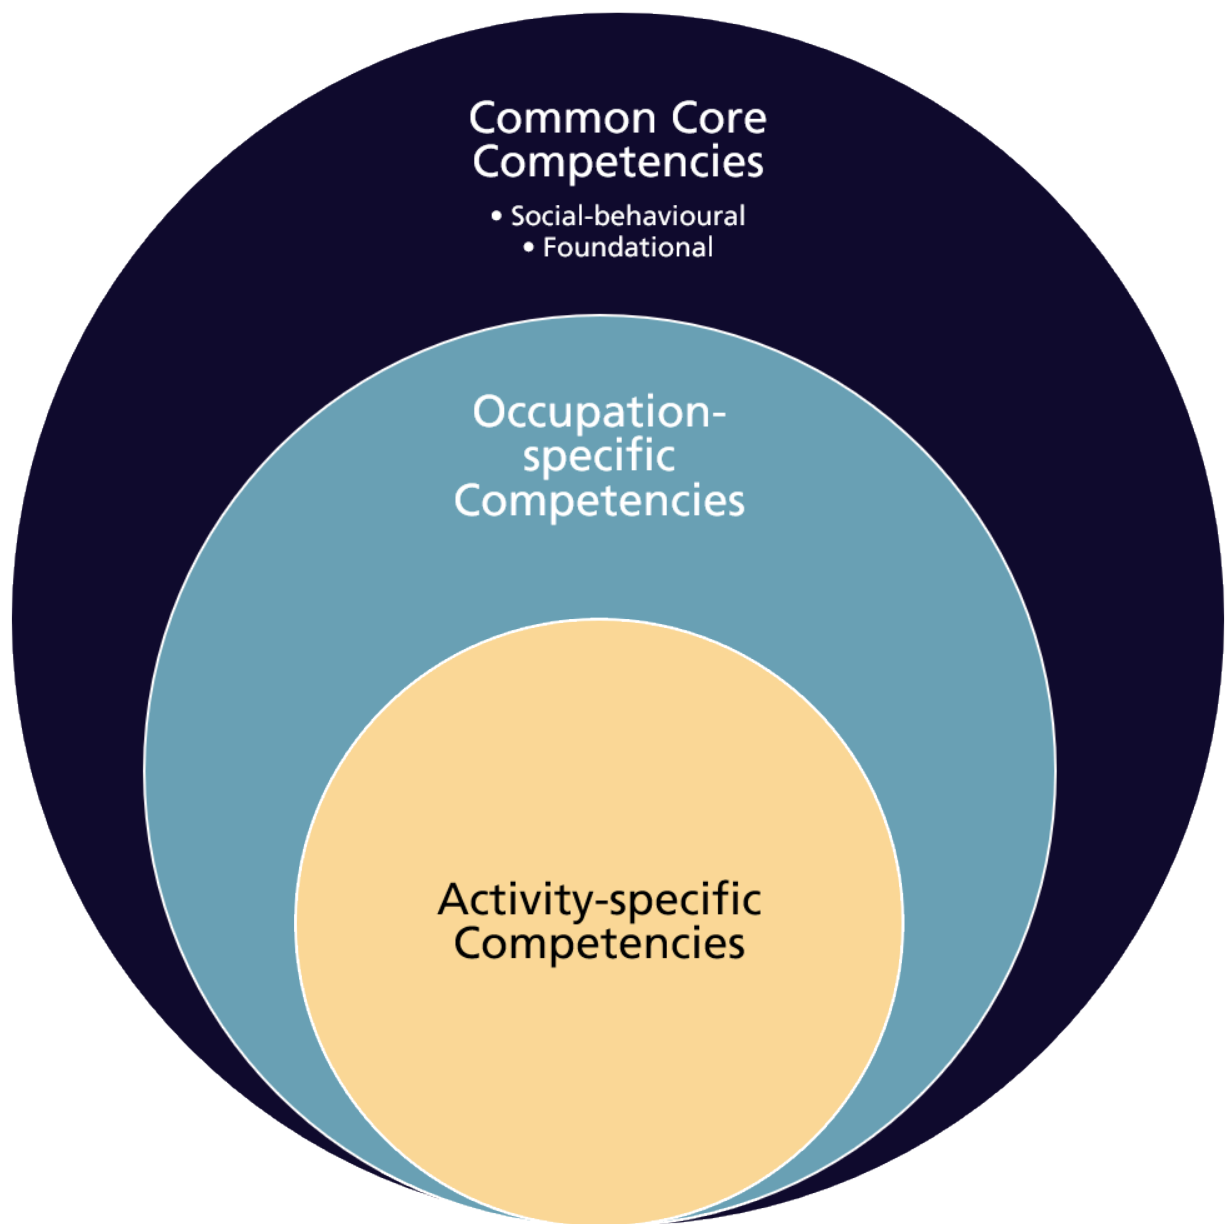 Common Core
Competencies
• Social-behavioural
• Foundational
Occupation-
specific
Competencies
Activity-specific
Competencies